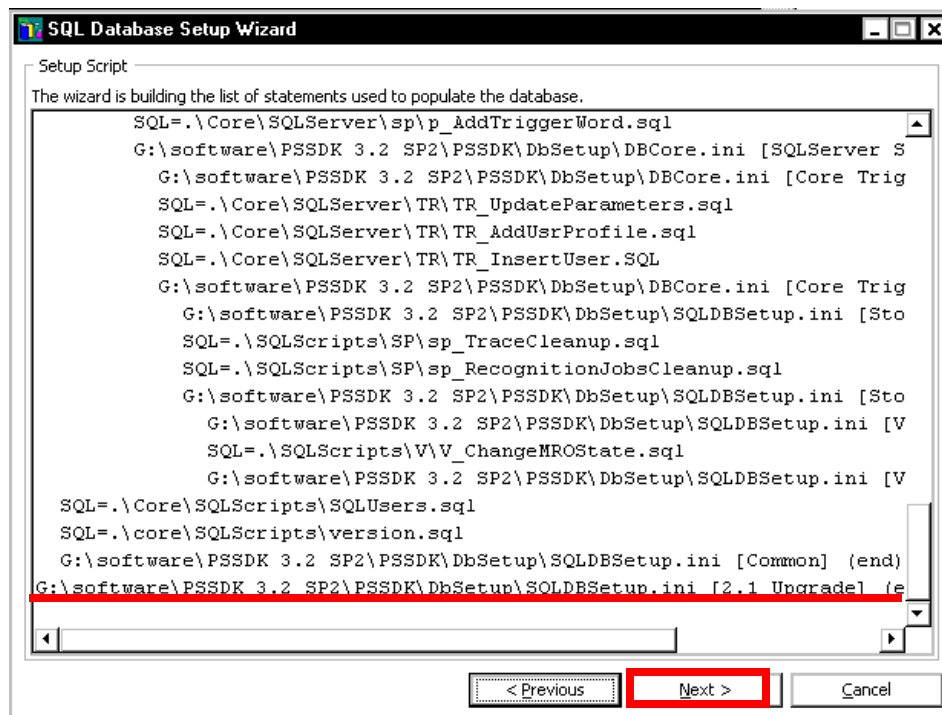 SQL Database Setup Wizard
Setup Script
The wizard is building the list of statements used to populate the database.
SQL=.\Core\SQLServer\sp\p_AddTriggerWord.sql
G:\software\PSSDK 3.2 SP2\PSSDK\DbSetup\DBCore.ini [SQLServer S
G:\software\PSSDK 3.2 SP2\PSSDK\DbSetup\DBCore.ini [Core Trig
SQL=.\Core\SQLServer\TR\TR_UpdateParameters.sql
SQL=.\Core\SQLServer\TR\TR_AddUsrProfile.sql
SQL=.\Core\SQLServer\TR\TR_InsertUser.SQL
G:\software\PSSDK 3.2 SP2\PSSDK\DbSetup\DBCore.ini [Core Trig
G:\software\PSSDK 3.2 SP2\PSSDK\DbSetup\SQLDBSetup.ini [Sto
SQL=.\SQLScripts\SP\sp_TraceCleanup.sql
SQL=.\SQLScripts\SP\sp_RecognitionJobsCleanup.sql
G:\software\PSSDK 3.2 SP2\PSSDK\DbSetup\SQLDBSetup.ini [Sto
G:\software\PSSDK 3.2 SP2\PSSDK\DbSetup\SQLDBSetup.ini [V
SQL=.\SQLScripts\V\V_ChangeMROState.sql
G:\software\PSSDK 3.2 SP2\PSSDK\DbSetup\SQLDBSetup.ini [V
SQL=.\Core\SQLScripts\SQLUsers.sql
SQL=.\core\SQLScripts\version.sql
G:\software\PSSDK 3.2 SP2\PSSDK\DbSetup\SQLDBSetup.ini [Common] (end)
G:\software\PSSDK 3.2 SP2\PSSDK\DbSetup\SQLDBSetup.ini [2.1 Upgrade] (e
< Previous
Next >
Cancel